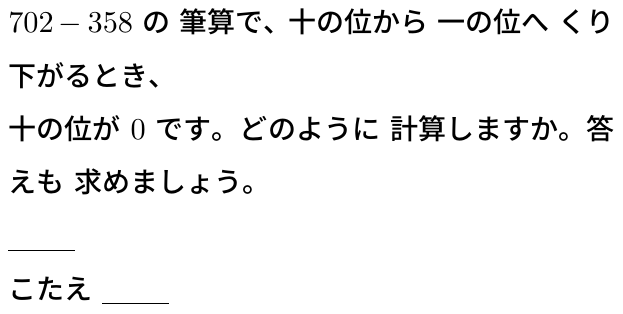 702 − 358 の 筆算で、十の位から 一の位へ くり
下がるとき、
十の位が 0 です。どのように 計算しますか。答
えも 求めましょう。
____
こたえ ____